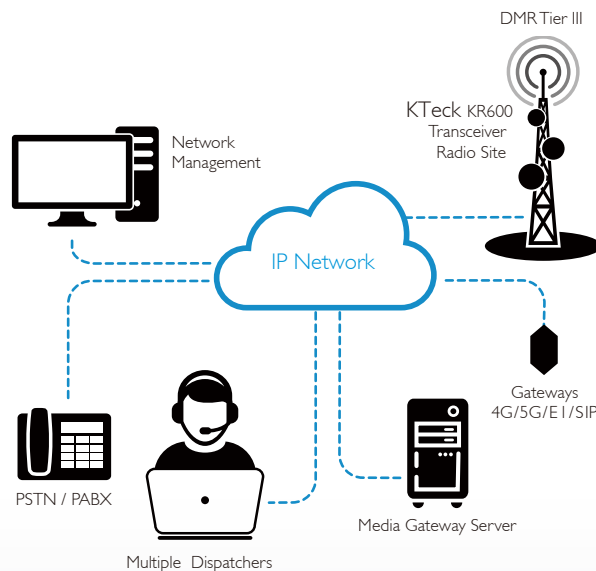 DMR Tier III
KTeck KR600
Transceiver
Radio Site
Network
Management
IP Network
Gateways
4G/5G/E1/SIP
PSTN / PABX
Media Gateway Server
Multiple Dispatchers